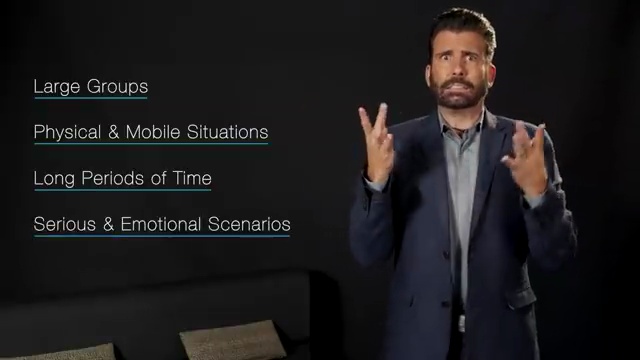 Large Groups
Physical & Mobile Situations
Long Periods of Time
Serious & Emotional Scenarios